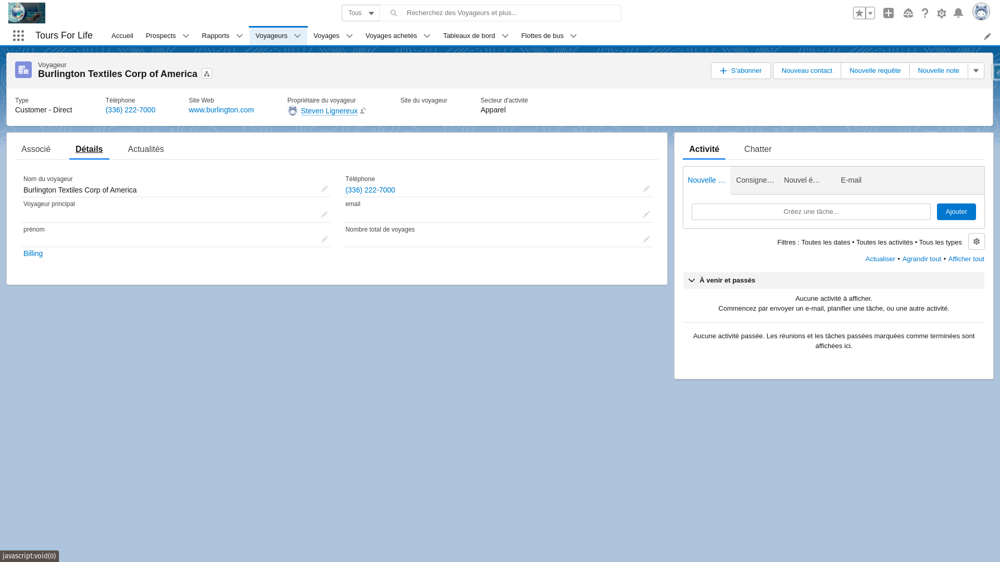 Tous
Recherchez des Voyageurs et plus...
Tours For Life
Accueil
Prospects
Rapports
Voyageurs
Voyages
Voyages achetés
Tableaux de bord
Flottes de bus
Voyageur
Burlington Textiles Corp of America
S'abonner
Nouveau contact
Nouvelle requête
Nouvelle note
Type
Customer - Direct
Téléphone
(336) 222-7000
Site Web
www.burlington.com
Propriétaire du voyageur
Steven Lignereux
Site du voyageur
Secteur d'activité
Apparel
Associé
Détails
Actualités
Nom du voyageur
Burlington Textiles Corp of America
Téléphone
(336) 222-7000
Voyageur principal
email
prénom
Nombre total de voyages
Billing
Activité
Chatter
Nouvelle …
Consigne…
Nouvel é…
E-mail
Créez une tâche...
Ajouter
Filtres : Toutes les dates • Toutes les activités • Tous les types
Actualiser • Agrandir tout • Afficher tout
À venir et passés
Aucune activité à afficher.
Commencez par envoyer un e-mail, planifier une tâche, ou une autre activité.
Aucune activité passée. Les réunions et les tâches passées marquées comme terminées sont
affichées ici.
javascript:void(0)